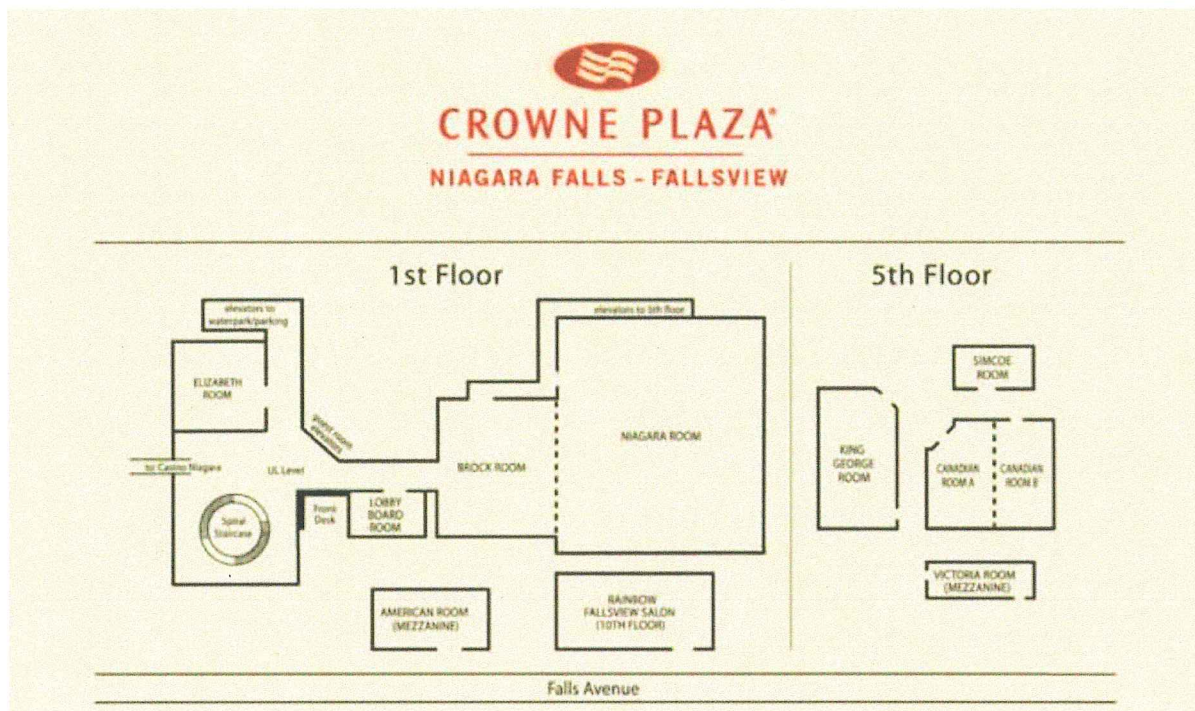 CROWNE PLAZA®
NIAGARA FALLS - FALLSVIEW
1st Floor
elevators to
waterpark/parking
elevators to 5th floor
ELIZABETH
ROOM
guest room
elevators
NIAGARA ROOM
to Casino Niagara
UL Level
BROCK ROOM
Spiral
Staircase
Front
Desk
LOBBY
BOARD
ROOM
AMERICAN ROOM
(MEZZANINE)
RAINBOW
FALLSVIEW SALON
(10TH FLOOR)
5th Floor
SIMCOE
ROOM
KING
GEORGE
ROOM
CANADIAN
ROOM A
CANADIAN
ROOM B
VICTORIA ROOM
(MEZZANINE)
Falls Avenue